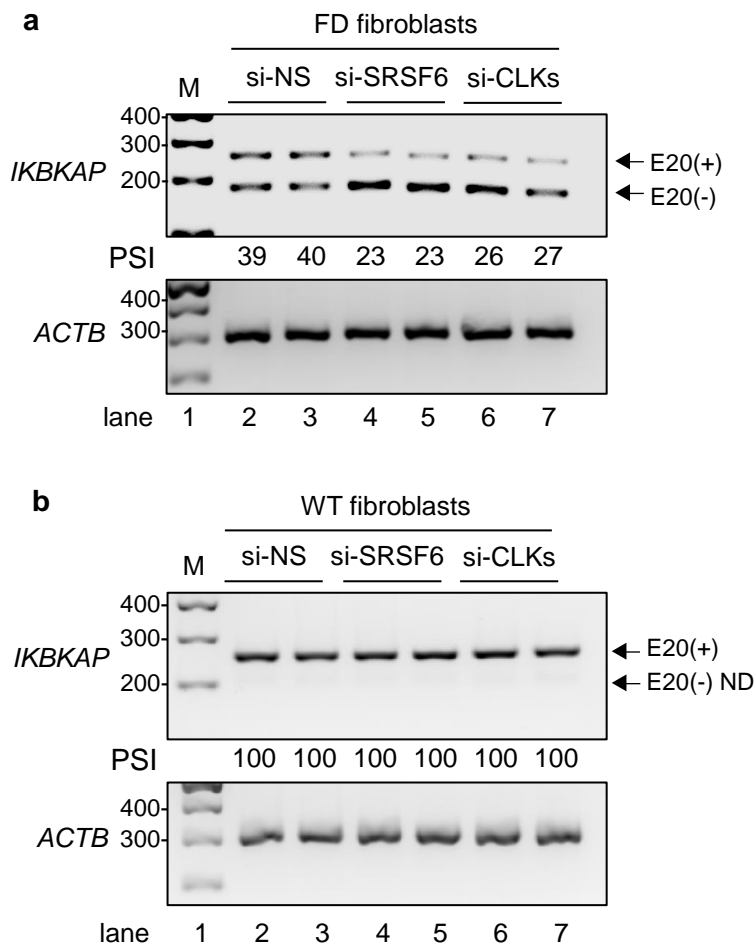 a
FD fibroblasts
M si-NS si-SRSF6 si-CLKs
400
300
IKBKAP
200
E20(+)
E20(-)
PSI 39 40 23 23 26 27
400
ACTB 300
lane 1 2 3 4 5 6 7
b
WT fibroblasts
M si-NS si-SRSF6 si-CLKs
400
300
IKBKAP
200
E20(+)
E20(-) ND
PSI 100 100 100 100 100 100
400
ACTB 300
lane 1 2 3 4 5 6 7